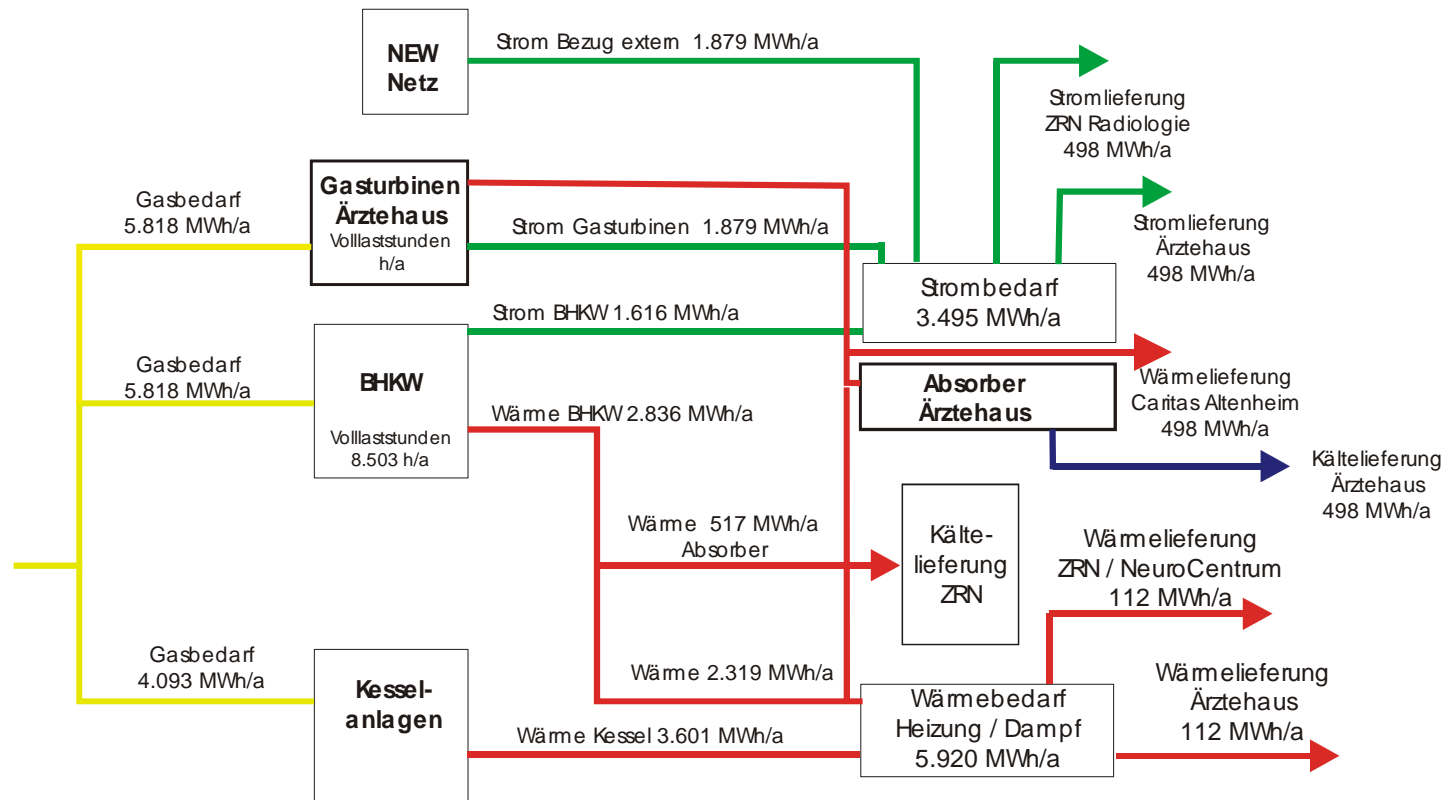 NEW
Netz
Strom Bezug extern 1.879 MWh/a
Stromlieferung
ZRN Radiologie
498 MWh/a
Gasbedarf
5.818 MWh/a
Gasturbinen
Ärztehaus
Volllaststunden
h/a
Strom Gasturbinen 1.879 MWh/a
Stromlieferung
Ärztehaus
498 MWh/a
Strombedarf
3.495 MWh/a
Strom BHKW 1.616 MWh/a
Gasbedarf
5.818 MWh/a
BHKW
Volllaststunden
8.503 h/a
Wärme BHKW 2.836 MWh/a
Absorber
Ärztehaus
Wärmelieferung
Caritas Altenheim
498 MWh/a
Kältelieferung
Ärztehaus
498 MWh/a
Wärme 517 MWh/a
Absorber
Kälte-
lieferung
ZRN
Wärmelieferung
ZRN / NeuroCentrum
112 MWh/a
Gasbedarf
4.093 MWh/a
Kessel-
anlagen
Wärme 2.319 MWh/a
Wärme Kessel 3.601 MWh/a
Wärmebedarf
Heizung / Dampf
5.920 MWh/a
Wärmelieferung
Ärztehaus
112 MWh/a